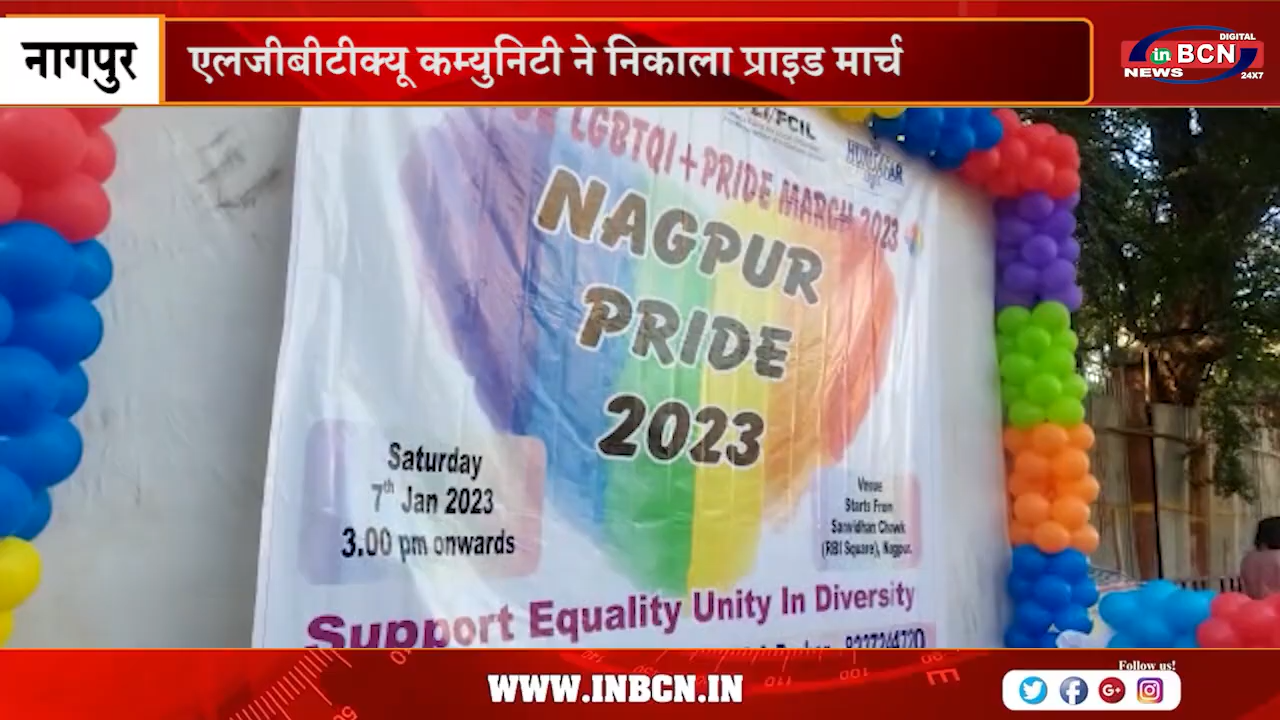 नागपुर
एलजीबीटीक्यू कम्युनिटी ने निकाला प्राइड मार्च
DIGITAL
in BCN
NEWS 24X7
LGBTQI+ PRIDE MARCH 2023
NAGPUR
PRIDE
2023
Saturday
7th Jan 2023
3.00 pm onwards
Venue
Starts From
Samvidhan Chowk
(RBI Square), Nagpur.
Support Equality Unity In Diversity
WWW.INBCN.IN
Follow us!